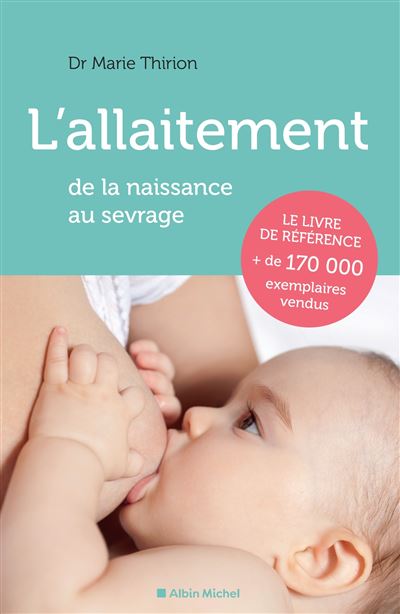 Dr Marie Thirion
L'allaitement
de la naissance
au sevrage
LE LIVRE
DE RÉFÉRENCE
+ de 170 000
exemplaires
vendus
Albin Michel